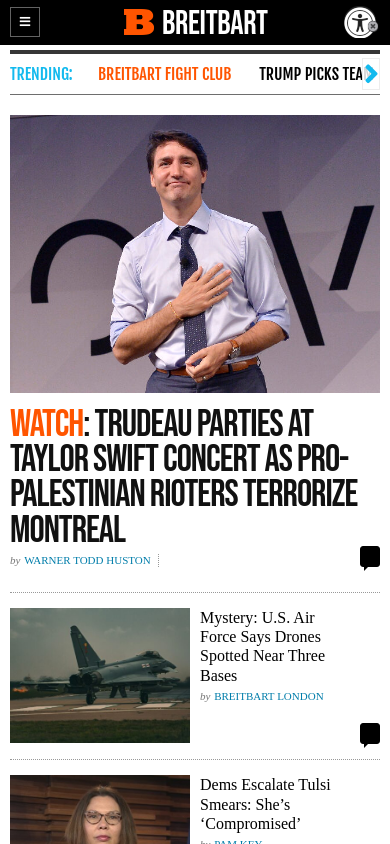 BREITBART
TRENDING:
BREITBART FIGHT CLUB
TRUMP PICKS TEA
WATCH: TRUDEAU PARTIES AT
TAYLOR SWIFT CONCERT AS PRO-
PALESTINIAN RIOTERS TERRORIZE
MONTREAL
by WARNER TODD HUSTON
Mystery: U.S. Air
Force Says Drones
Spotted Near Three
Bases
by BREITBART LONDON
Dems Escalate Tulsi
Smears: She’s
‘Compromised’
by PAM KEY